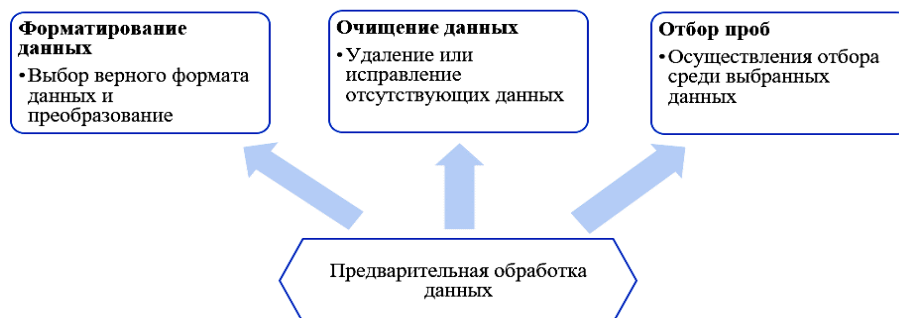 Форматирование
данных
•Выбор верного формата
данных и
преобразование
Очищение данных
•Удаление или
исправление
отсутствующих данных
Отбор проб
•Осуществления отбора
среди выбранных
данных
Предварительная обработка
данных